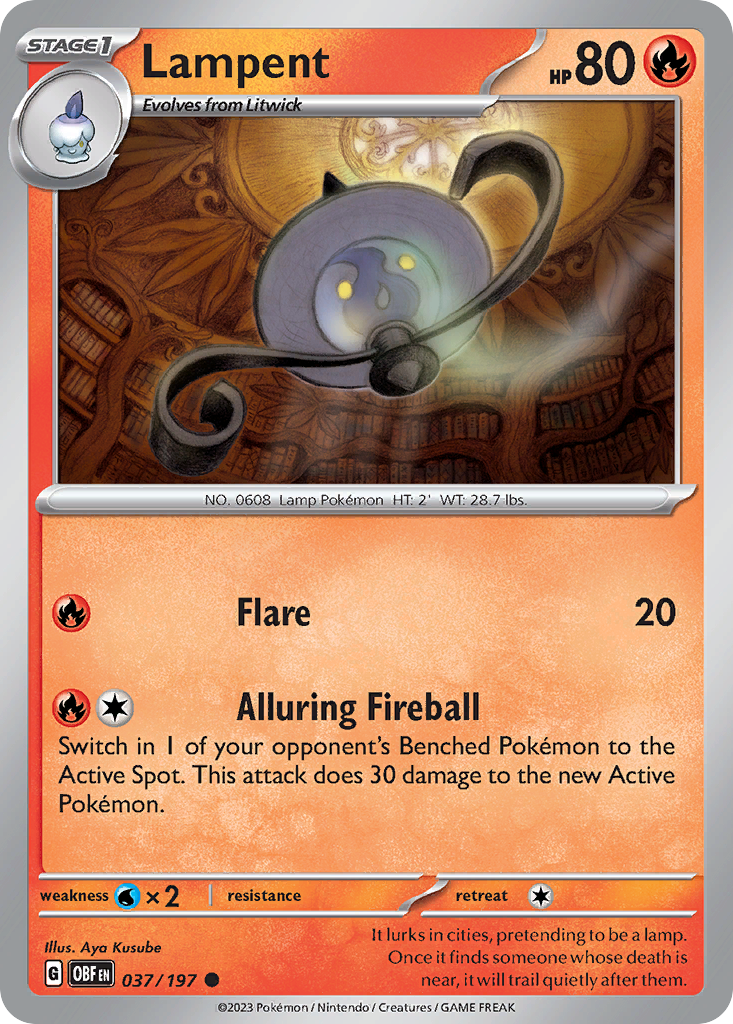 STAGE 1
Lampent
HP 80
Evolves from Litwick
NO. 0608 Lamp Pokémon HT: 2' WT: 28.7 lbs.
Flare 20
Alluring Fireball
Switch in 1 of your opponent's Benched Pokémon to the
Active Spot. This attack does 30 damage to the new Active
Pokémon.
weakness ×2 resistance retreat
Illus. Aya Kusube
It lurks in cities, pretending to be a lamp.
Once it finds someone whose death is
near, it will trail quietly after them.
G OBF EN 037/197
©2023 Pokémon / Nintendo / Creatures / GAME FREAK